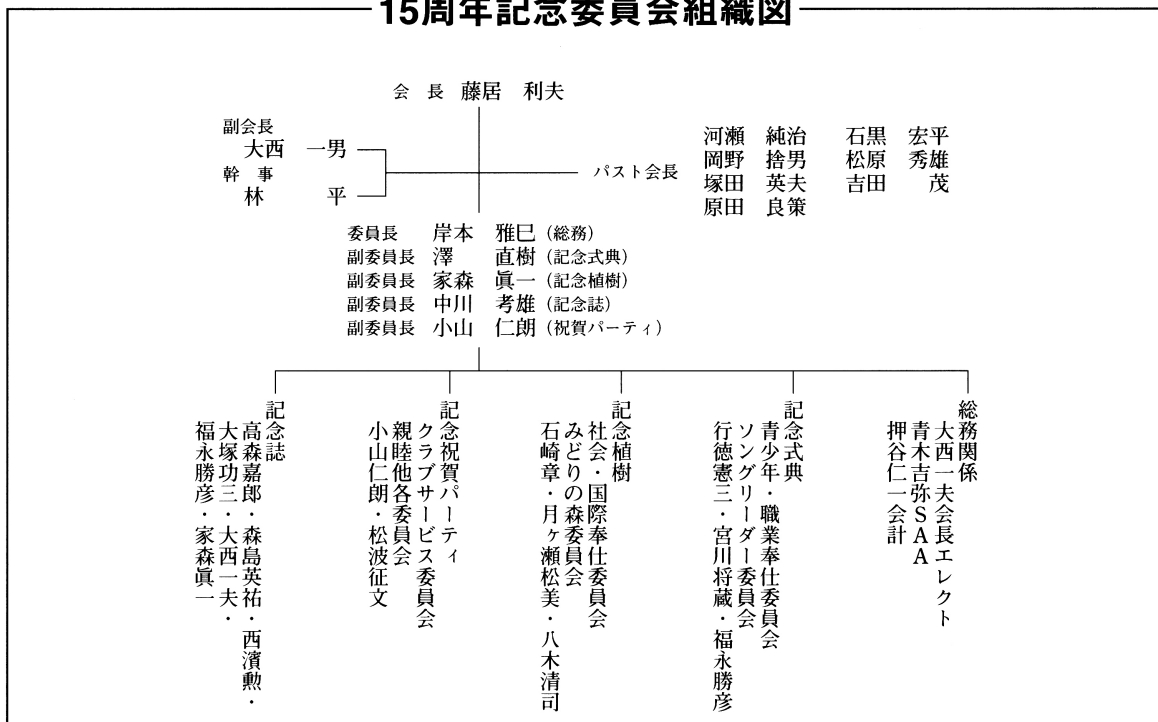 15周年記念委員会組織図
会長 藤居 利夫
副会長
大西 一男
幹事
林 平
パスト会長
河瀬 純治 石黒 宏平
岡野 捨男 松原 秀雄
塚田 英夫 吉田 茂
原田 良策
委員長 岸本 雅巳(総務)
副委員長 澤 直樹(記念式典)
副委員長 家森 眞一(記念植樹)
副委員長 中川 考雄(記念誌)
副委員長 小山 仁朗(祝賀パーティ)
総務関係
大西一夫会長エレクト
青木吉弥SAA
押谷仁一会計
記念式典
青少年・職業奉仕委員会
ソングリーダー委員会
行徳憲三・宮川将蔵・福永勝彦
記念植樹
社会・国際奉仕委員会
みどりの森委員会
石崎章・月ヶ瀬松美・八木清司
記念祝賀パーティ
クラブサービス委員会
親睦他各委員会
小山仁朗・松波征文
記念誌
高森嘉郎・森島英祐・西濱勲・
大塚功三・大西一夫・
福永勝彦・家森眞一